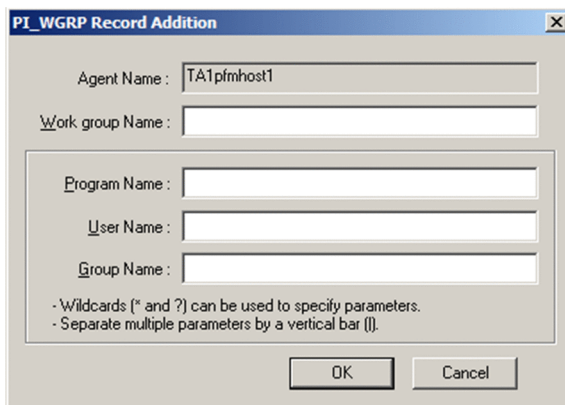 PI_WGRP Record Addition
Agent Name : TA1pfmhost1
Work group Name :
Program Name :
User Name :
Group Name :
- Wildcards (* and ?) can be used to specify parameters.
- Separate multiple parameters by a vertical bar (|).
OK Cancel